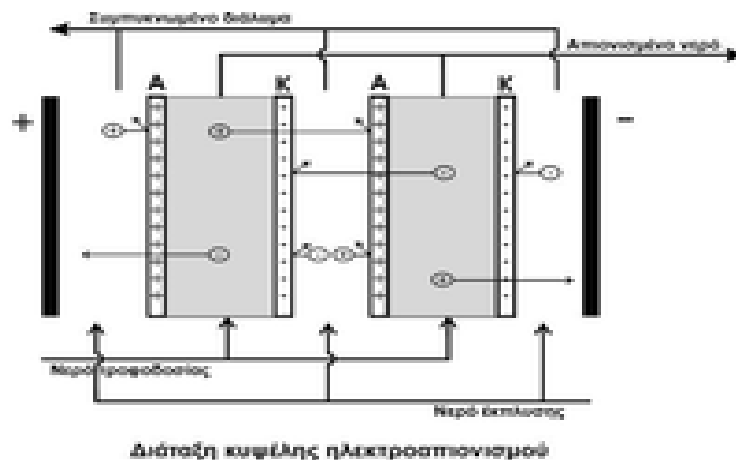 Συμπυκνωμένο διάλυμα
Απιονισμένο νερό
Α Κ Α Κ
+ −
Νερό τροφοδοσίας
Νερό έκπλυσης
Διάταξη κυψέλης ηλεκτροαπιονισμού